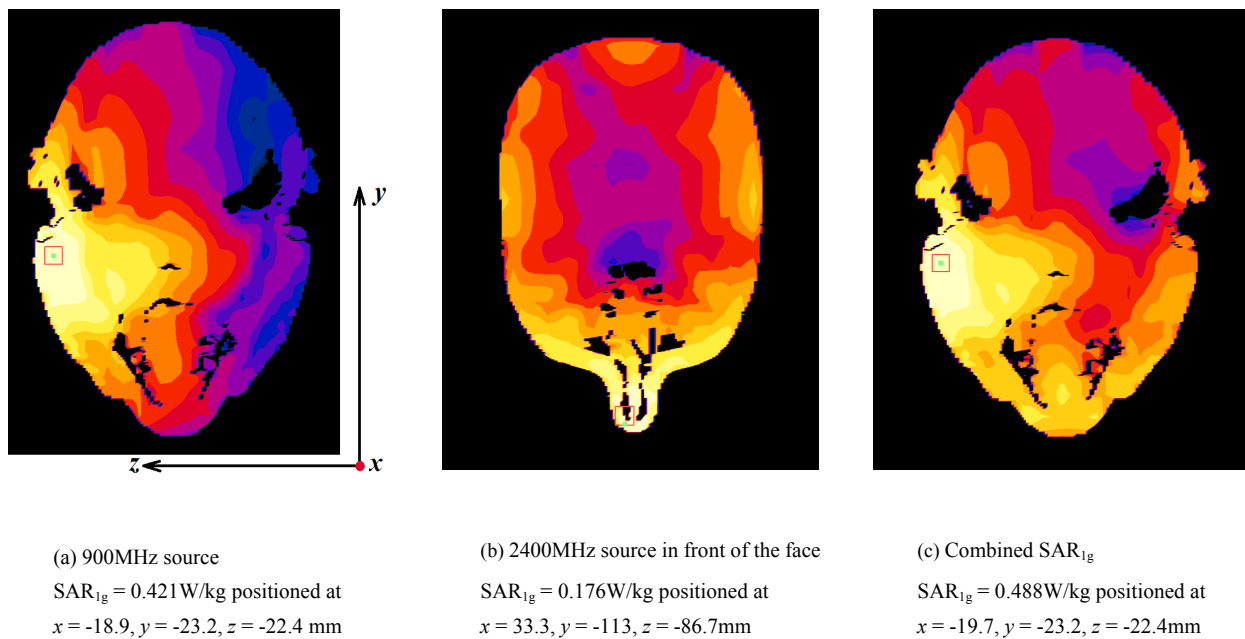 y
z
x
(a) 900MHz source
SAR1g = 0.421W/kg positioned at
x = -18.9, y = -23.2, z = -22.4 mm
(b) 2400MHz source in front of the face
SAR1g = 0.176W/kg positioned at
x = 33.3, y = -113, z = -86.7mm
(c) Combined SAR1g
SAR1g = 0.488W/kg positioned at
x = -19.7, y = -23.2, z = -22.4mm